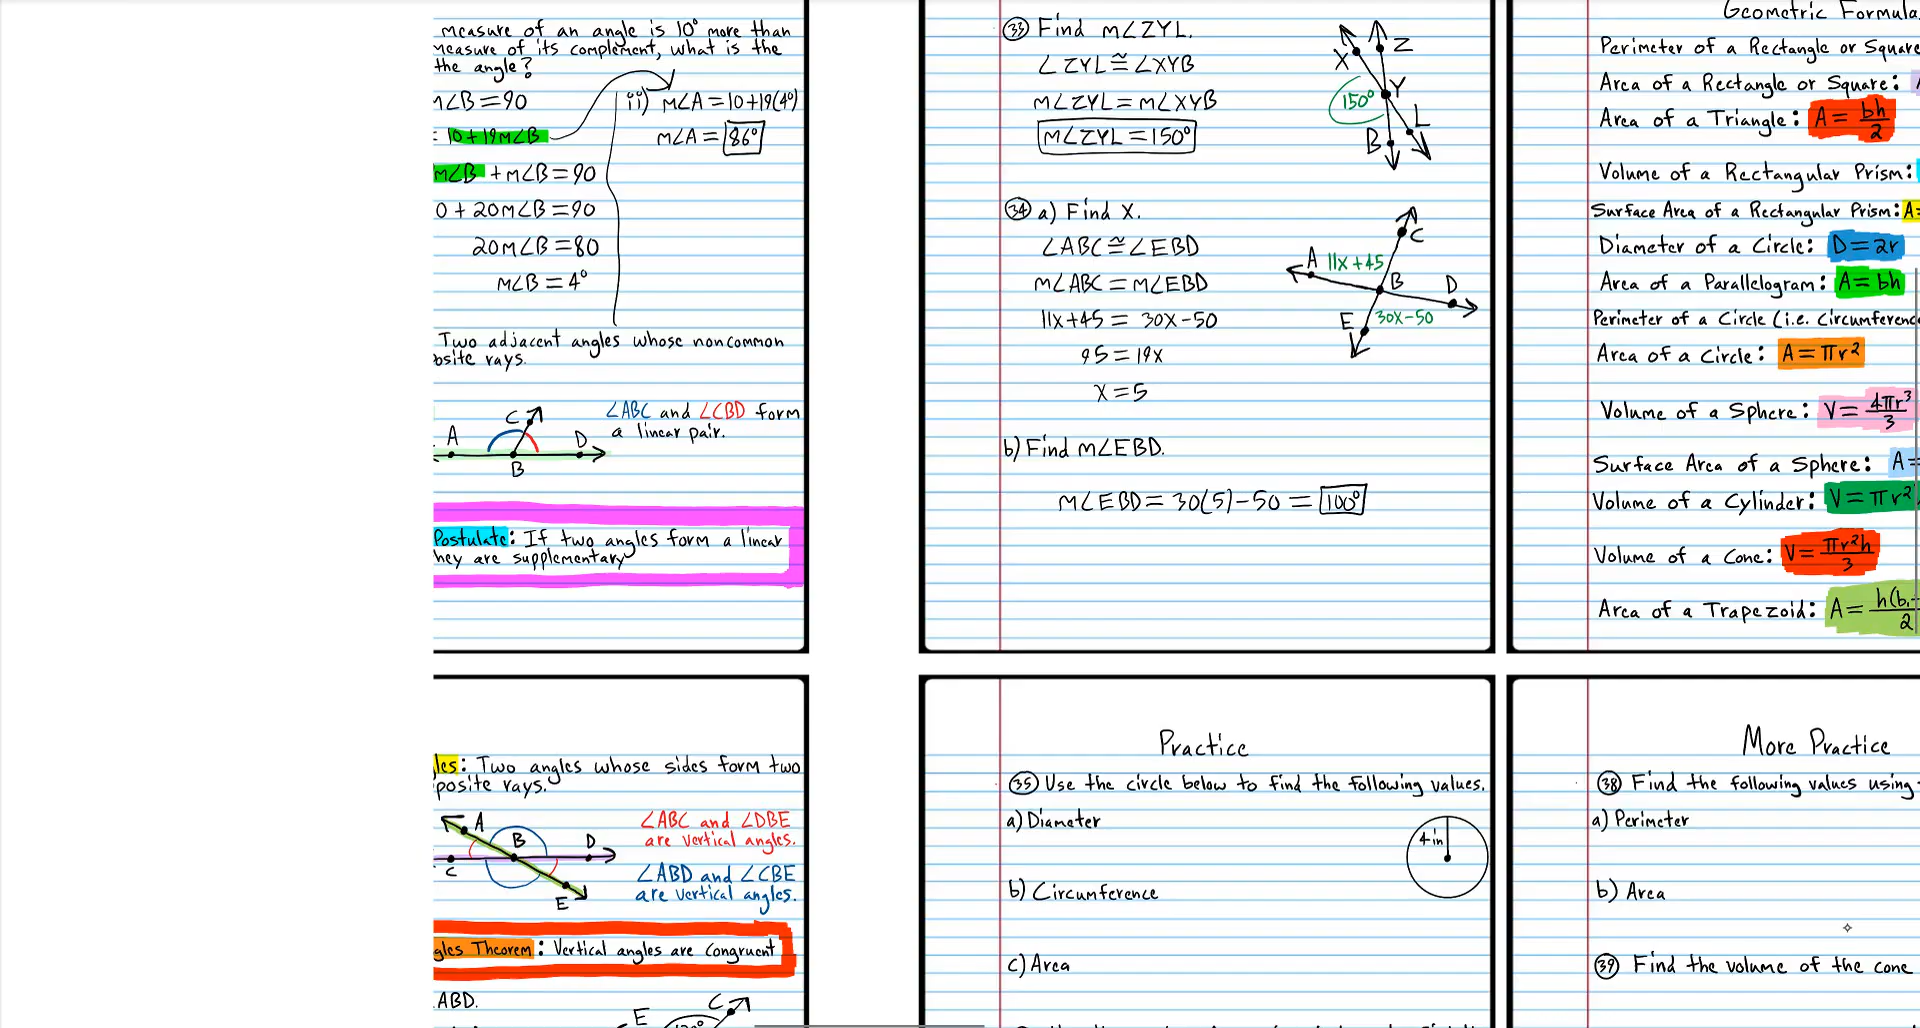 measure of an angle is 10° more than
measure of its complement, what is the
the angle?
m∠B = 90
= 10+19m∠B
m∠B + m∠B = 90
0 + 20m∠B = 90
20m∠B = 80
m∠B = 4°
ii) m∠A = 10+19(4°)
m∠A = 86°
Two adjacent angles whose noncommon
osite rays.
A
C
B
D
∠ABC and ∠CBD form
a linear pair.
Postulate: If two angles form a linear
hey are supplementary
les: Two angles whose sides form two
posite rays.
A
B
D
C
E
∠ABC and ∠DBE
are vertical angles.
∠ABD and ∠CBE
are vertical angles.
gles Theorem: Vertical angles are congruent
ABD.
E
C
33 Find m∠ZYL.
∠ZYL ≅ ∠XYB
m∠ZYL = m∠XYB
m∠ZYL = 150°
X
Z
150°
Y
L
B
34 a) Find X.
∠ABC ≅ ∠EBD
m∠ABC = m∠EBD
11x+45 = 30x-50
95 = 19x
x = 5
C
A
11x+45
B
D
E
30x-50
b) Find m∠EBD.
m∠EBD = 30(5)-50 = 100°
Practice
35 Use the circle below to find the following values.
a) Diameter
4 in
b) Circumference
c) Area
Geometric Formula
Perimeter of a Rectangle or Square
Area of a Rectangle or Square:
Area of a Triangle: A = bh/2
Volume of a Rectangular Prism:
Surface Area of a Rectangular Prism: A=
Diameter of a Circle: D = 2r
Area of a Parallelogram: A = bh
Perimeter of a Circle (i.e. Circumference
Area of a Circle: A = πr²
Volume of a Sphere: V = 4πr³/3
Surface Area of a Sphere: A=
Volume of a Cylinder: V = πr²
Volume of a Cone: V = πr²h/3
Area of a Trapezoid: A = h(b₁/2
More Practice
38 Find the following values using
a) Perimeter
b) Area
39 Find the volume of the cone